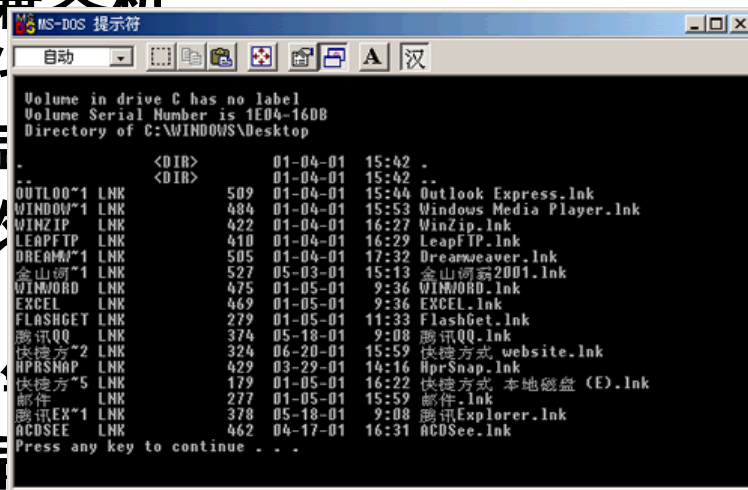 MS-DOS 提示符
自动 A 汉
Volume in drive C has no label
Volume Serial Number is 1E04-16DB
Directory of C:\WINDOWS\Desktop
. <DIR> 01-04-01 15:42 .
.. <DIR> 01-04-01 15:42 ..
OUTLOO~1 LNK 509 01-04-01 15:44 Outlook Express.lnk
WINDOW~1 LNK 484 01-04-01 15:53 Windows Media Player.lnk
WINZIP LNK 422 01-04-01 16:27 WinZip.lnk
LEAPFTP LNK 410 01-04-01 16:29 LeapFTP.lnk
DREAMW~1 LNK 505 01-04-01 17:32 Dreamweaver.lnk
金山词~1 LNK 527 05-03-01 15:13 金山词霸2001.lnk
WINWORD LNK 475 01-05-01 9:36 WINWORD.lnk
EXCEL LNK 469 01-05-01 9:36 EXCEL.lnk
FLASHGET LNK 279 01-05-01 11:33 FlashGet.lnk
腾讯QQ LNK 374 05-18-01 9:08 腾讯QQ.lnk
快捷方~2 LNK 324 06-20-01 15:59 快捷方式 website.lnk
HPRSNAP LNK 429 03-29-01 14:16 HprSnap.lnk
快捷方~5 LNK 179 01-05-01 16:22 快捷方式 本地磁盘 (E).lnk
邮件 LNK 277 01-05-01 15:59 邮件.lnk
腾讯EX~1 LNK 378 05-18-01 9:08 腾讯Explorer.lnk
ACDSEE LNK 462 04-17-01 16:31 ACDSee.lnk
Press any key to continue . . .